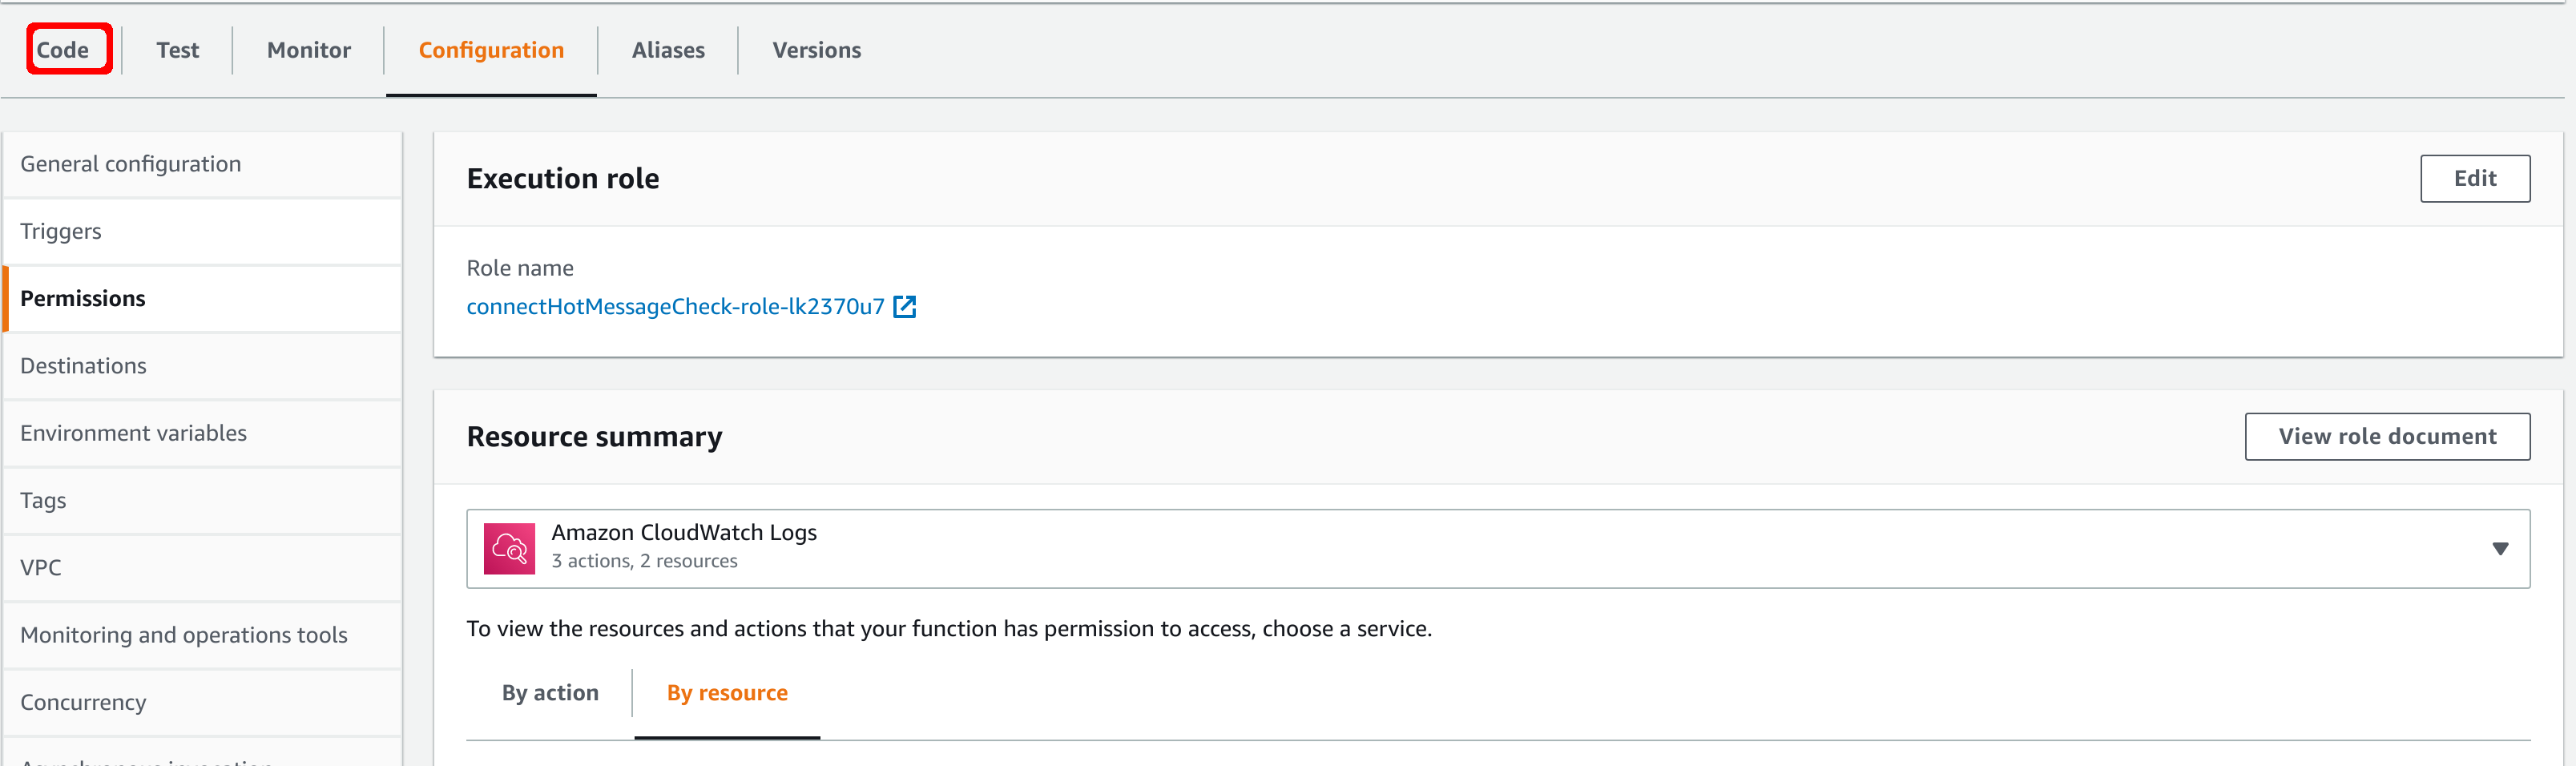 Code
Test
Monitor
Configuration
Aliases
Versions
General configuration
Triggers
Permissions
Destinations
Environment variables
Tags
VPC
Monitoring and operations tools
Concurrency
Execution role
Edit
Role name
connectHotMessageCheck-role-lk2370u7
Resource summary
View role document
Amazon CloudWatch Logs
3 actions, 2 resources
To view the resources and actions that your function has permission to access, choose a service.
By action
By resource